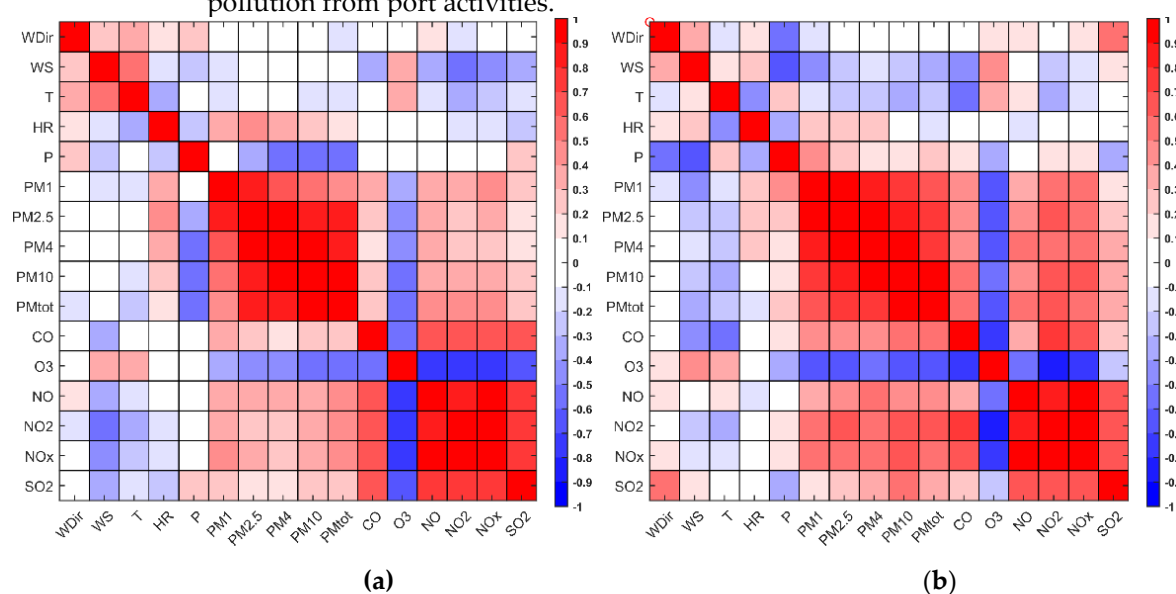 pollution from port activities.
WDir
WS
T
HR
P
PM1
PM2.5
PM4
PM10
PMtot
CO
O3
NO
NO2
NOx
SO2
WDir WS T HR P PM1 PM2.5 PM4 PM10 PMtot CO O3 NO NO2 NOx SO2
1
0.9
0.8
0.7
0.6
0.5
0.4
0.3
0.2
0.1
0
-0.1
-0.2
-0.3
-0.4
-0.5
-0.6
-0.7
-0.8
-0.9
-1
(a)
WDir
WS
T
HR
P
PM1
PM2.5
PM4
PM10
PMtot
CO
O3
NO
NO2
NOx
SO2
WDir WS T HR P PM1 PM2.5 PM4 PM10 PMtot CO O3 NO NO2 NOx SO2
1
0
-1
(b)